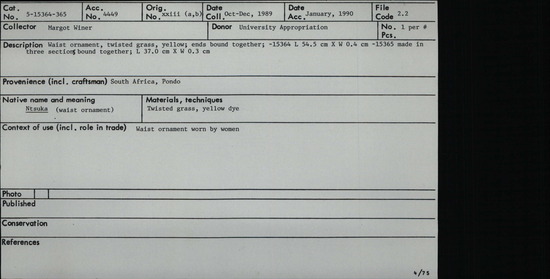 Cat. No. 5-15364-365 Acc. No. 4449 Orig. No. xxiii (a,b) Date Coll. Oct-Dec, 1989 Date Acc. January, 1990 File Code 2.2
Collector Margot Winer Donor University Appropriation No. Pcs. 1 per #
Description Waist ornament, twisted grass, yellow; ends bound together; -15364 L 54.5 cm X W 0.4 cm -15365 made in
three sections bound together; L 37.0 cm X W 0.3 cm
Provenience (incl. craftsman) South Africa, Pondo
Native name and meaning
Ntsuka (waist ornament)
Materials, techniques
Twisted grass, yellow dye
Context of use (incl. role in trade) Waist ornament worn by women
Photo
Published
Conservation
References
4/75